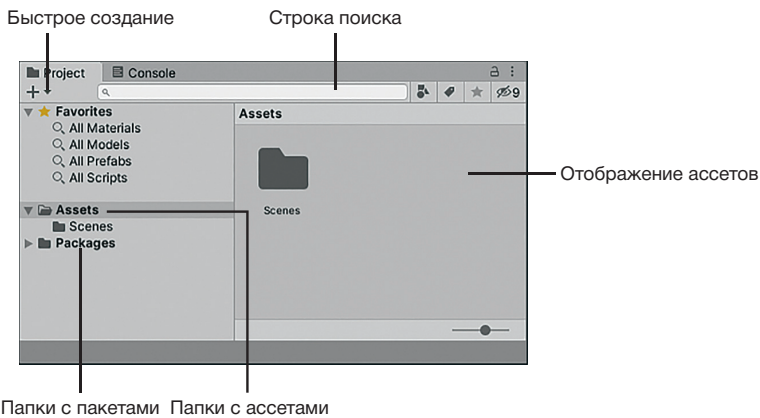 Быстрое создание
Строка поиска
Project
Console
9
Favorites
All Materials
All Models
All Prefabs
All Scripts
Assets
Scenes
Packages
Assets
Scenes
Отображение ассетов
Папки с пакетами
Папки с ассетами